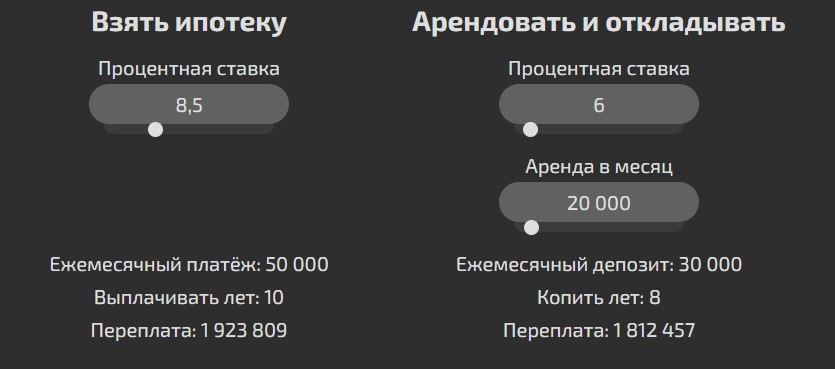 Взять ипотеку
Процентная ставка
8,5
Ежемесячный платёж: 50 000
Выплачивать лет: 10
Переплата: 1 923 809
Арендовать и откладывать
Процентная ставка
6
Аренда в месяц
20 000
Ежемесячный депозит: 30 000
Копить лет: 8
Переплата: 1 812 457